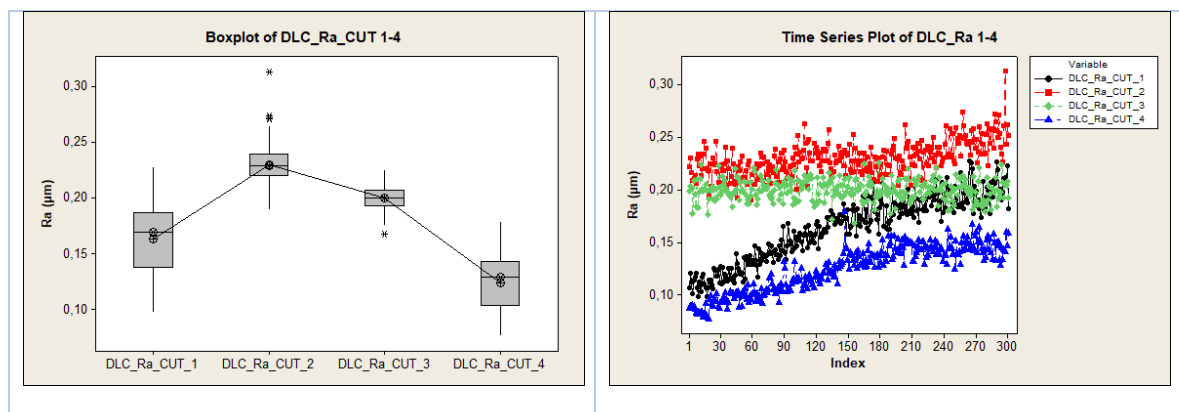 Boxplot of DLC_Ra_CUT 1-4
0,30
0,25
0,20
0,15
0,10
Ra (µm)
DLC_Ra_CUT_1 DLC_Ra_CUT_2 DLC_Ra_CUT_3 DLC_Ra_CUT_4
Time Series Plot of DLC_Ra 1-4
0,30
0,25
0,20
0,15
0,10
Ra (µm)
1 30 60 90 120 150 180 210 240 270 300
Index
Variable
DLC_Ra_CUT_1
DLC_Ra_CUT_2
DLC_Ra_CUT_3
DLC_Ra_CUT_4